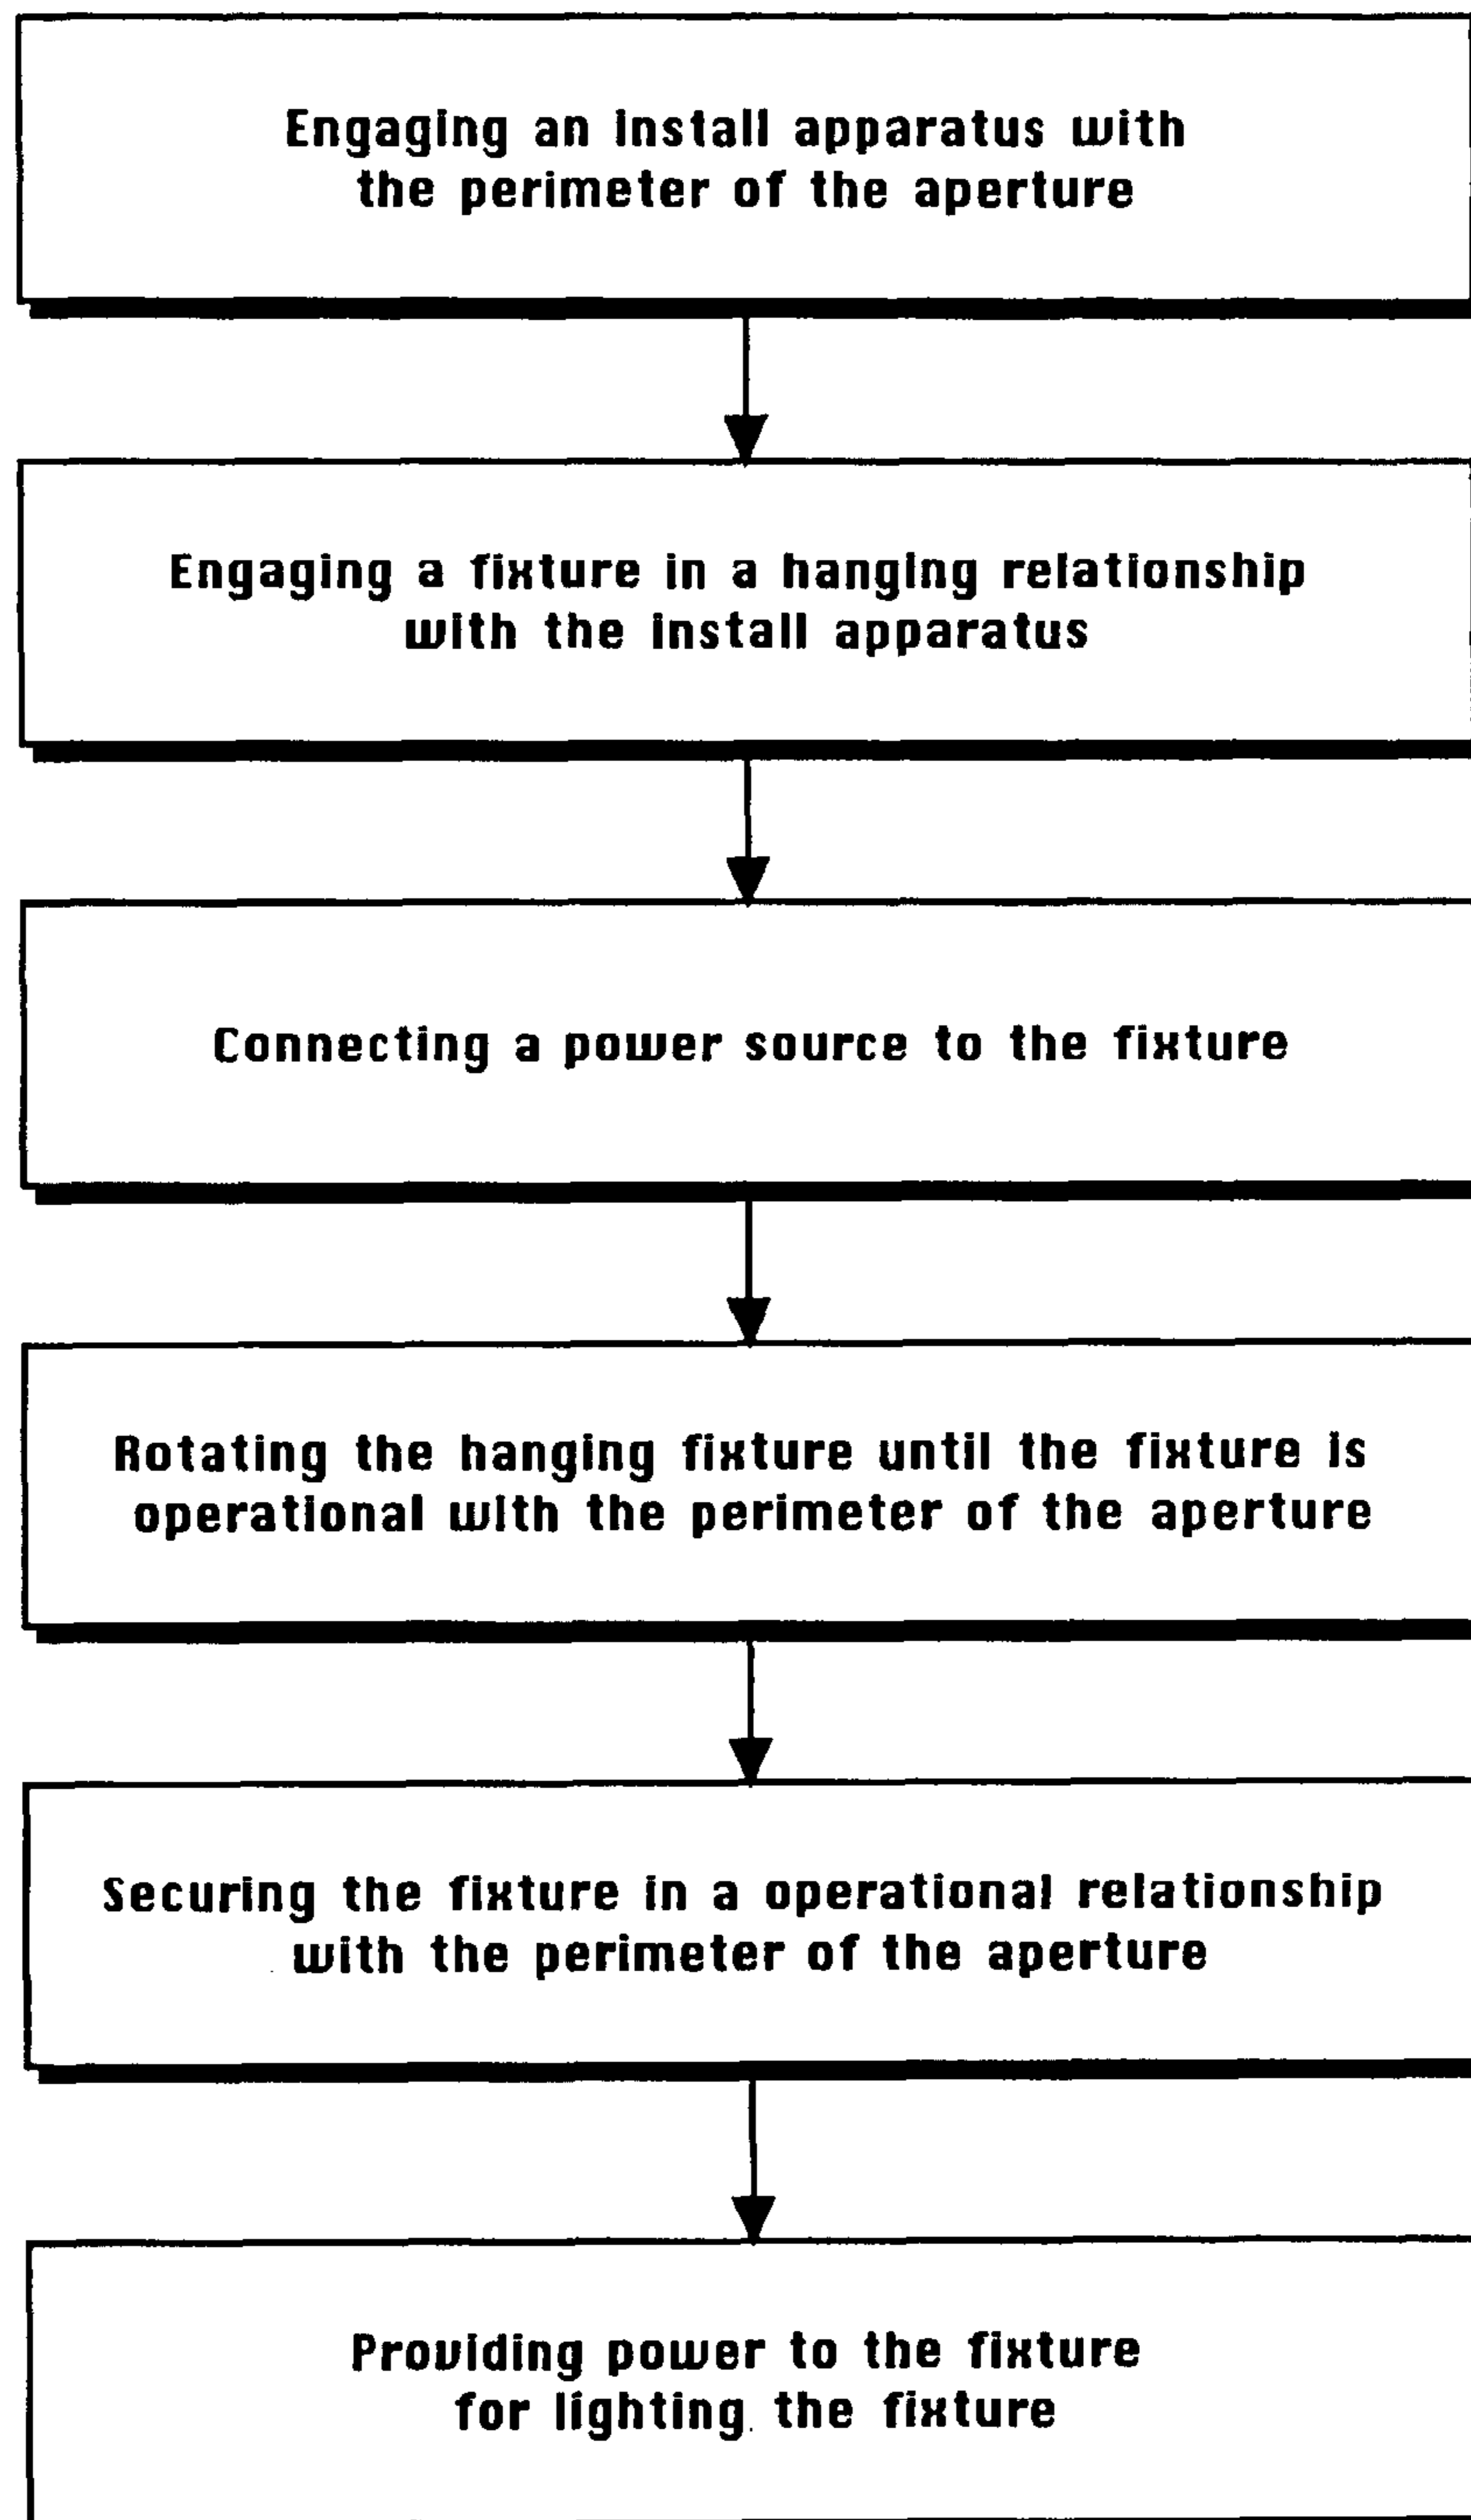 Engaging an install apparatus with
the perimeter of the aperture
Engaging a fixture in a hanging relationship
with the install apparatus
Connecting a power source to the fixture
Rotating the hanging fixture until the fixture is
operational with the perimeter of the aperture
Securing the fixture in a operational relationship
with the perimeter of the aperture
Providing power to the fixture
for lighting the fixture